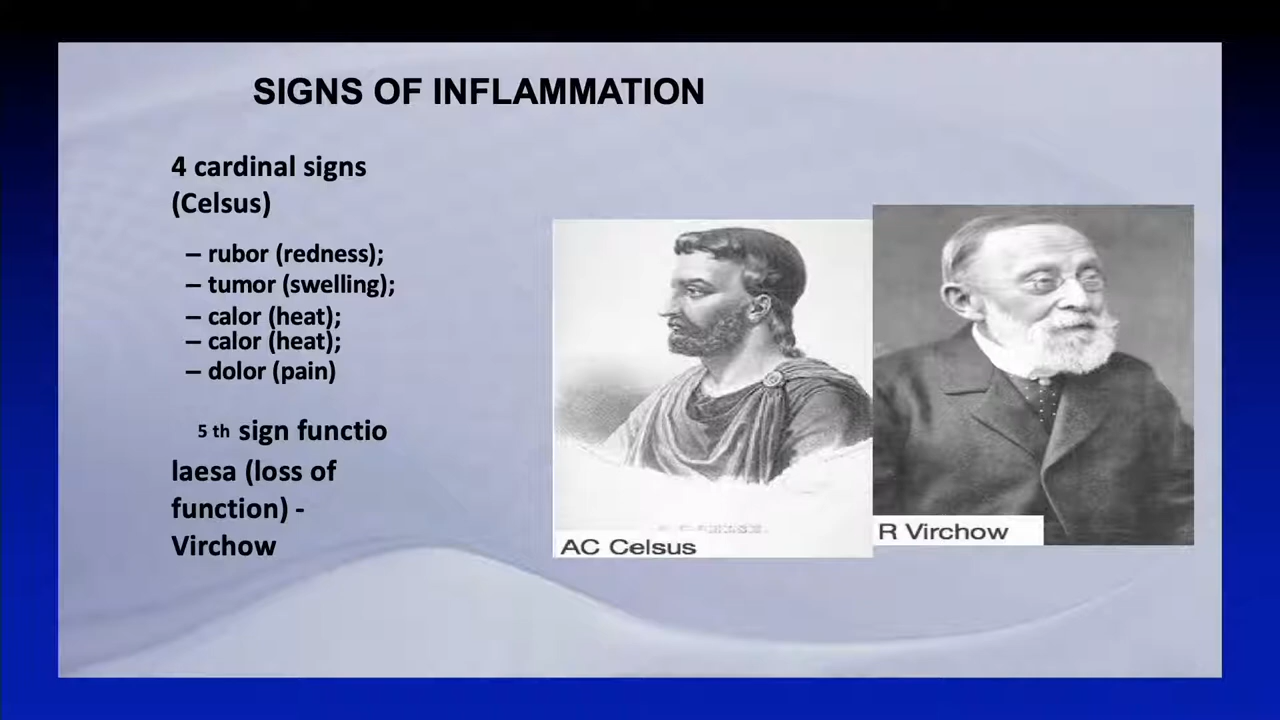 SIGNS OF INFLAMMATION
4 cardinal signs
(Celsus)
– rubor (redness);
– tumor (swelling);
– calor (heat);
– calor (heat);
– dolor (pain)
5 th sign functio
laesa (loss of
function) -
Virchow
AC Celsus
R Virchow